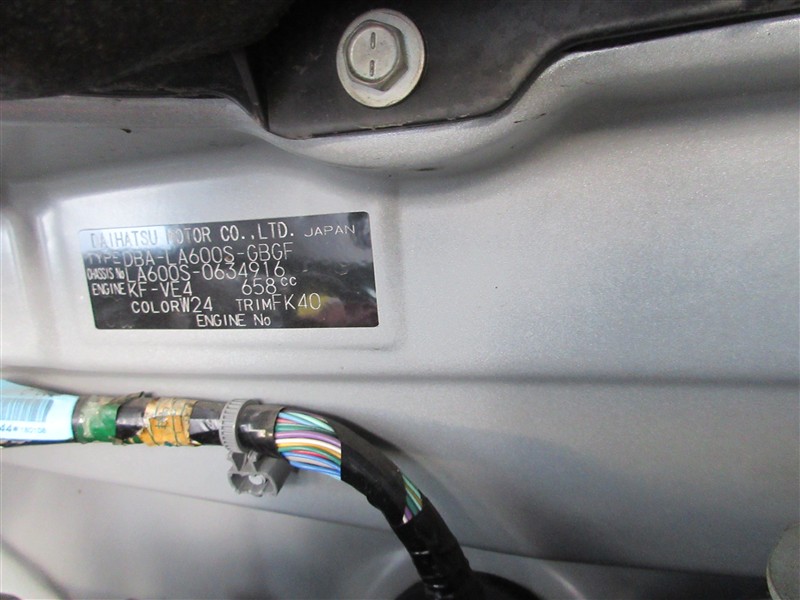 DAIHATSU MOTOR CO.,LTD. JAPAN
TYPE DBA-LA600S-GBGF
CHASSIS No LA600S-0634916
ENGINE KF-VE4 658cc
COLOR W24 TRIM FK40
ENGINE No